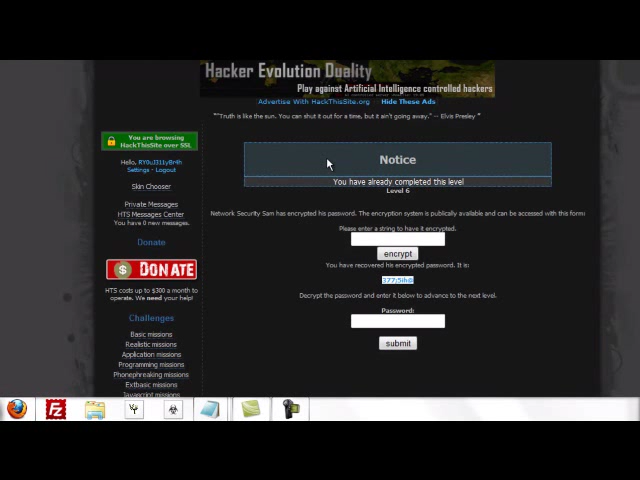 Hacker Evolution Duality
Play against Artificial Intelligence controlled hackers
Advertise With HackThisSite.org -- Hide These Ads
"Truth is like the sun. You can shut it out for a time, but it ain't going away." -- Elvis Presley
You are browsing
HackThisSite over SSL
Notice
Hello,
You have already completed this level
Settings - Logout
Level 6
Skin Chooser
Private Messages
HTS Messages Center
You have 0 new messages.
Network Security Sam has encrypted his password. The encryption system is publically available and can be accessed with this form:
Please enter a string to have it encrypted.
encrypt
Donate
You have recovered his encrypted password. It is:
$ DONATE
HTS costs up to $300 a month to
operate. We need your help!
Decrypt the password and enter it below to advance to the next level.
Challenges
Password:
Basic missions
Realistic missions
Application missions
Programming missions
Phonephreaking missions
Extbasic missions
Javascript missions
submit
FZ